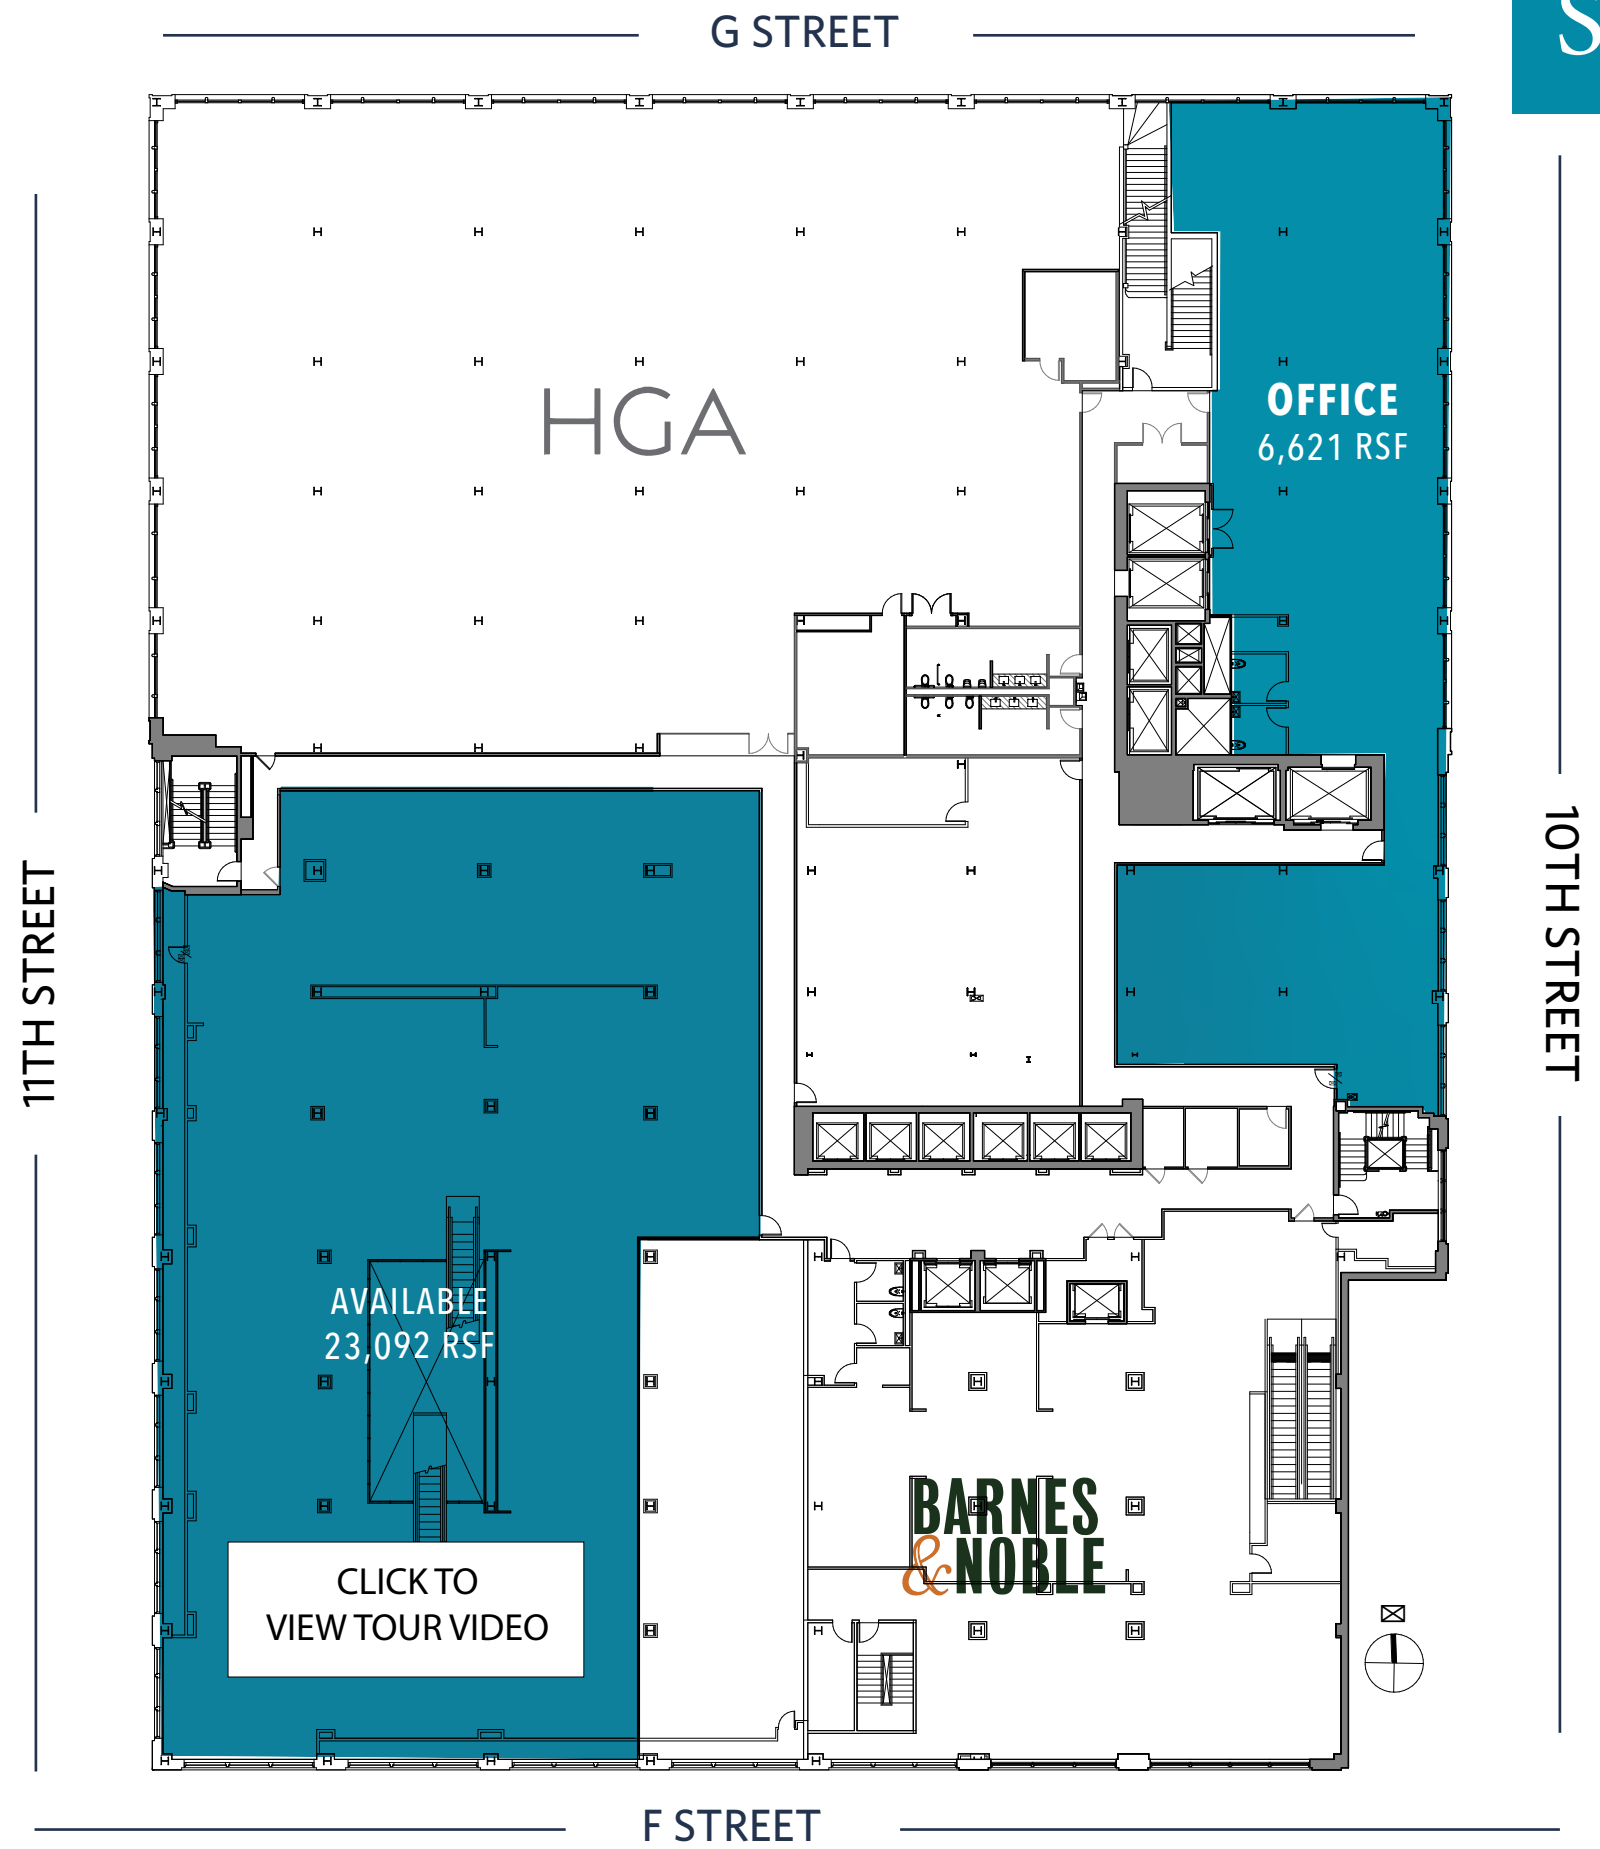 G STREET
S
HGA
OFFICE
6,621 RSF
11TH STREET
10TH STREET
AVAILABLE
23,092 RSF
BARNES
&NOBLE
CLICK TO
VIEW TOUR VIDEO
F STREET